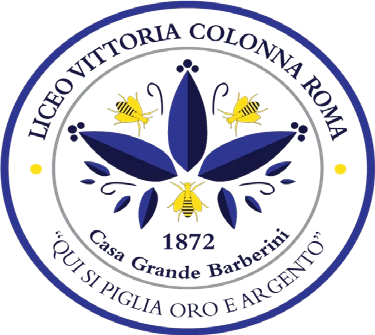 LICEO VITTORIA COLONNA ROMA
1872
Casa Grande Barberini
“QUI SI PIGLIA ORO E ARGENTO”